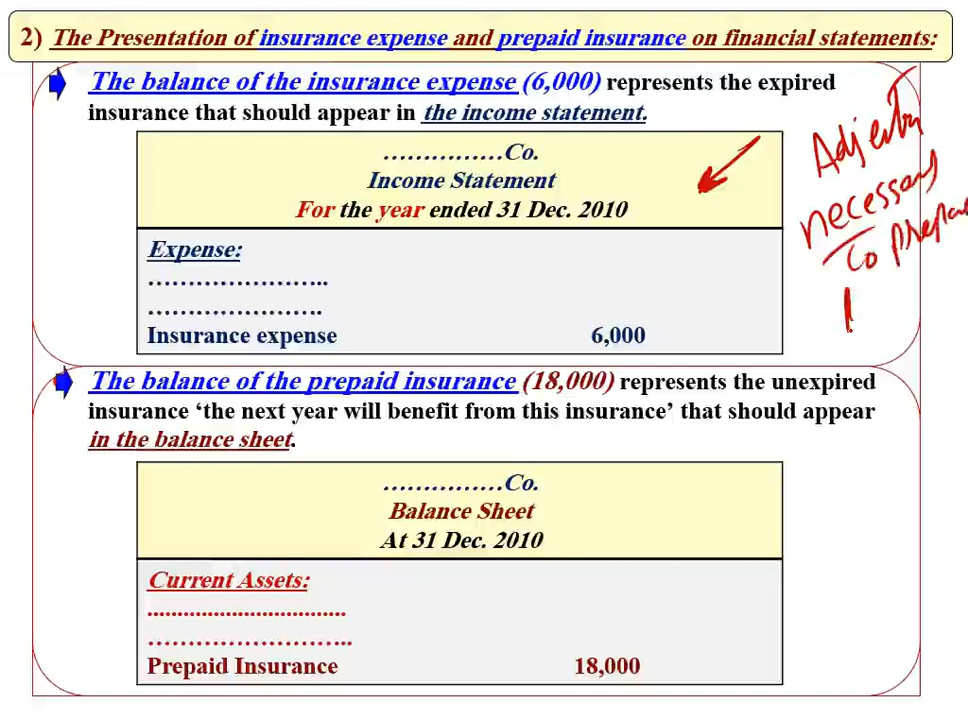 2) The Presentation of insurance expense and prepaid insurance on financial statements:
The balance of the insurance expense (6,000) represents the expired
insurance that should appear in the income statement.
……………Co.
Income Statement
For the year ended 31 Dec. 2010
Expense:
…………………..
………………….
Insurance expense 6,000
necessary
to prepare
The balance of the prepaid insurance (18,000) represents the unexpired
insurance ‘the next year will benefit from this insurance’ that should appear
in the balance sheet.
……………Co.
Balance Sheet
At 31 Dec. 2010
Current Assets:
..................................
……………………..
Prepaid Insurance 18,000